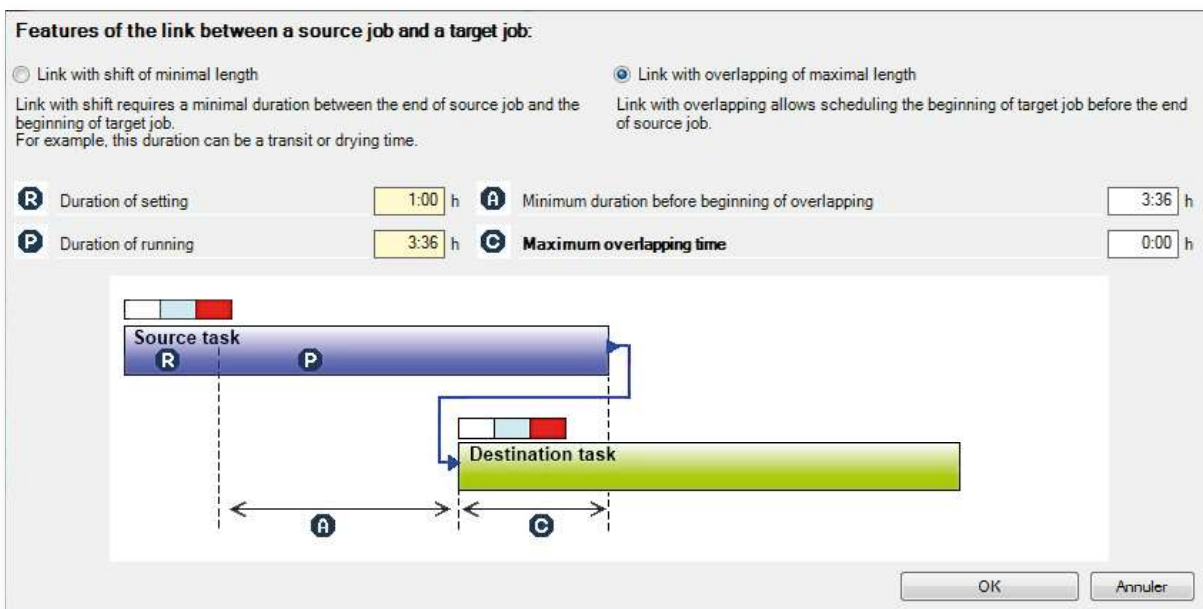 Features of the link between a source job and a target job:
Link with shift of minimal length
Link with overlapping of maximal length
Link with shift requires a minimal duration between the end of source job and the
beginning of target job.
For example, this duration can be a transit or drying time.
Link with overlapping allows scheduling the beginning of target job before the end
of source job.
R Duration of setting 1:00 h A Minimum duration before beginning of overlapping 3:36 h
P Duration of running 3:36 h C Maximum overlapping time 0:00 h
Source task
R P
Destination task
A C
OK Annuler